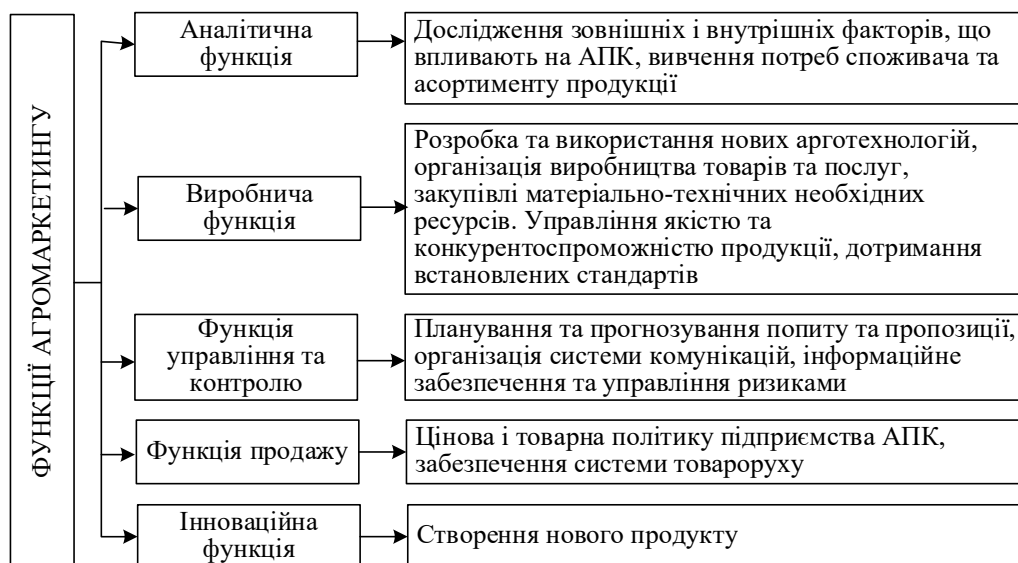 ФУНКЦІЇ АГРОМАРКЕТИНГУ
Аналітична
функція
Дослідження зовнішніх і внутрішніх факторів, що
впливають на АПК, вивчення потреб споживача та
асортименту продукції
Виробнича
функція
Розробка та використання нових арготехнологій,
організація виробництва товарів та послуг,
закупівлі матеріально-технічних необхідних
ресурсів. Управління якістю та
конкурентоспроможністю продукції, дотримання
встановлених стандартів
Функція
управління та
контролю
Планування та прогнозування попиту та пропозиції,
організація системи комунікацій, інформаційне
забезпечення та управління ризиками
Функція продажу
Цінова і товарна політику підприємства АПК,
забезпечення системи товароруху
Інноваційна
функція
Створення нового продукту